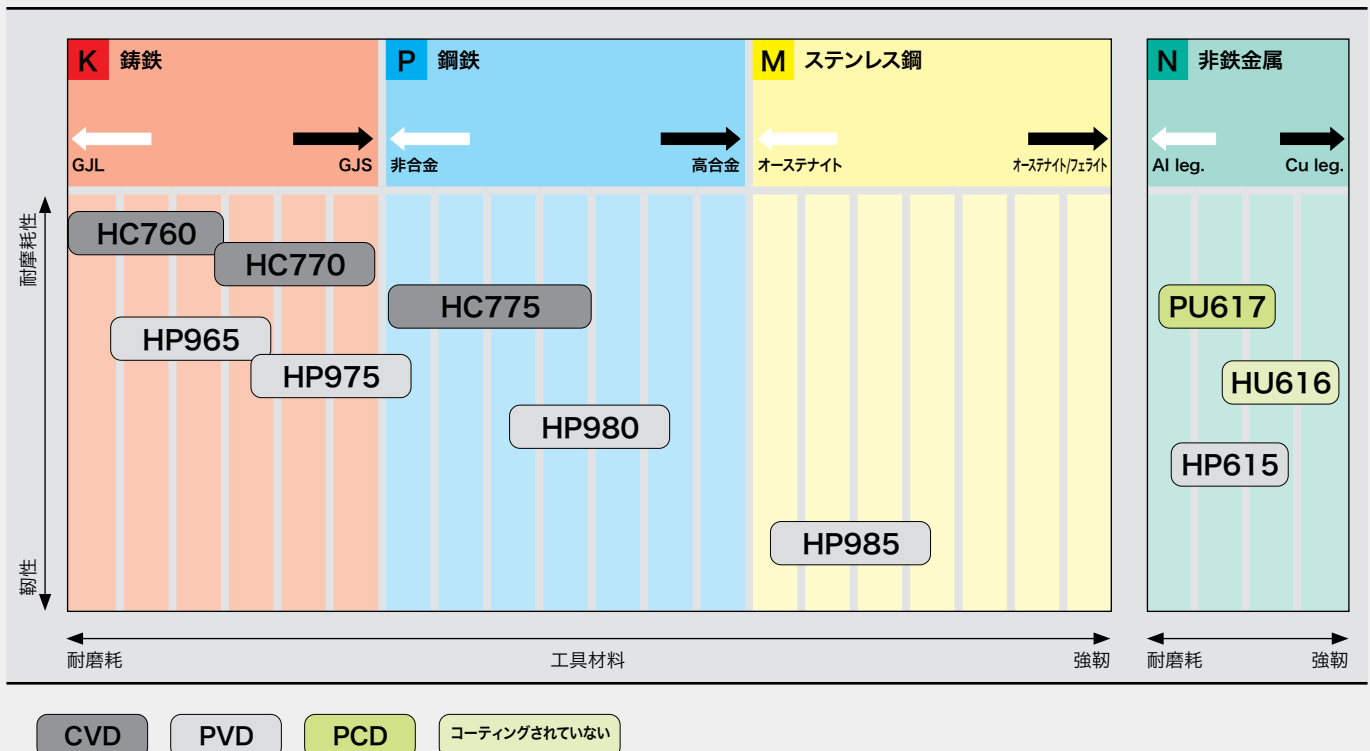 K 鋳鉄
GJL GJS
P 鋼鉄
非合金 高合金
M ステンレス鋼
オーステナイト オーステナイト/フェライト
N 非鉄金属
Al leg. Cu leg.
耐摩耗性
靭性
HC760
HC770
HC775
HP965
HP975
HP980
HP985
PU617
HU616
HP615
耐磨耗 工具材料 強靭
耐磨耗 強靭
CVD PVD PCD コーティングされていない